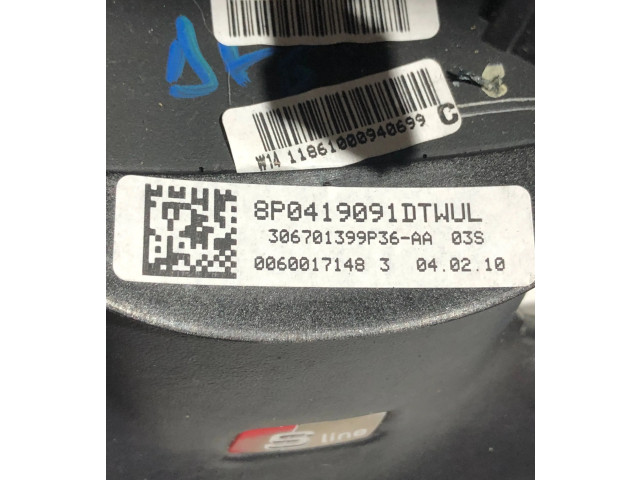 W14 11861000940699 C
8P0419091DTWUL
306701399P36-AA 03S
0060017148 3 04.02.10
S line